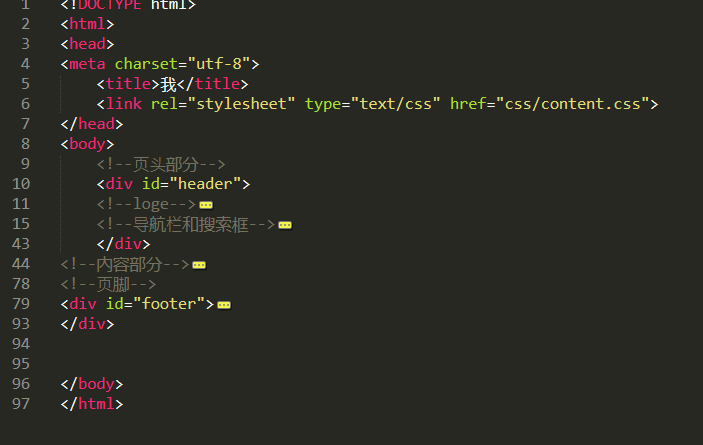 1 <!DOCTYPE html>
2 <html>
3 <head>
4 <meta charset="utf-8">
5 <title>我</title>
6 <link rel="stylesheet" type="text/css" href="css/content.css">
7 </head>
8 <body>
9 <!--页头部分-->
10 <div id="header">
11 <!--loge-->
15 <!--导航栏和搜索框-->
43 </div>
44 <!--内容部分-->
78 <!--页脚-->
79 <div id="footer">
93 </div>
94
95
96 </body>
97 </html>